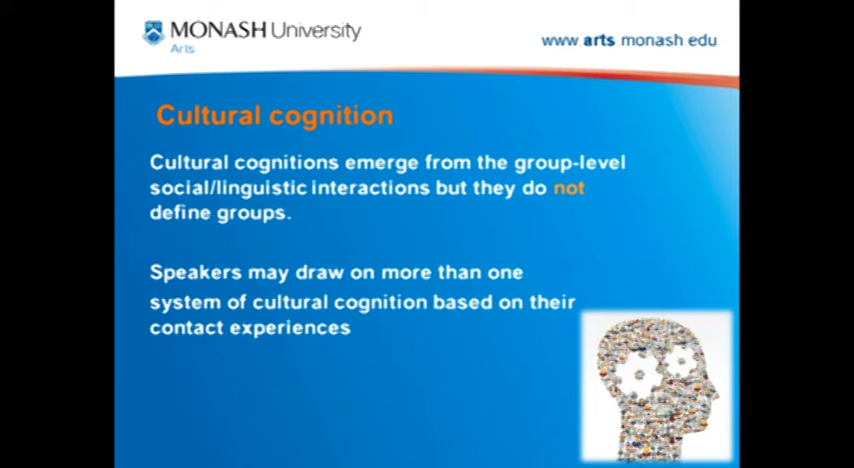 MONASH University
Arts
www arts monash edu
Cultural cognition
Cultural cognitions emerge from the group-level
social/linguistic interactions but they do not
define groups.
Speakers may draw on more than one
system of cultural cognition based on their
contact experiences